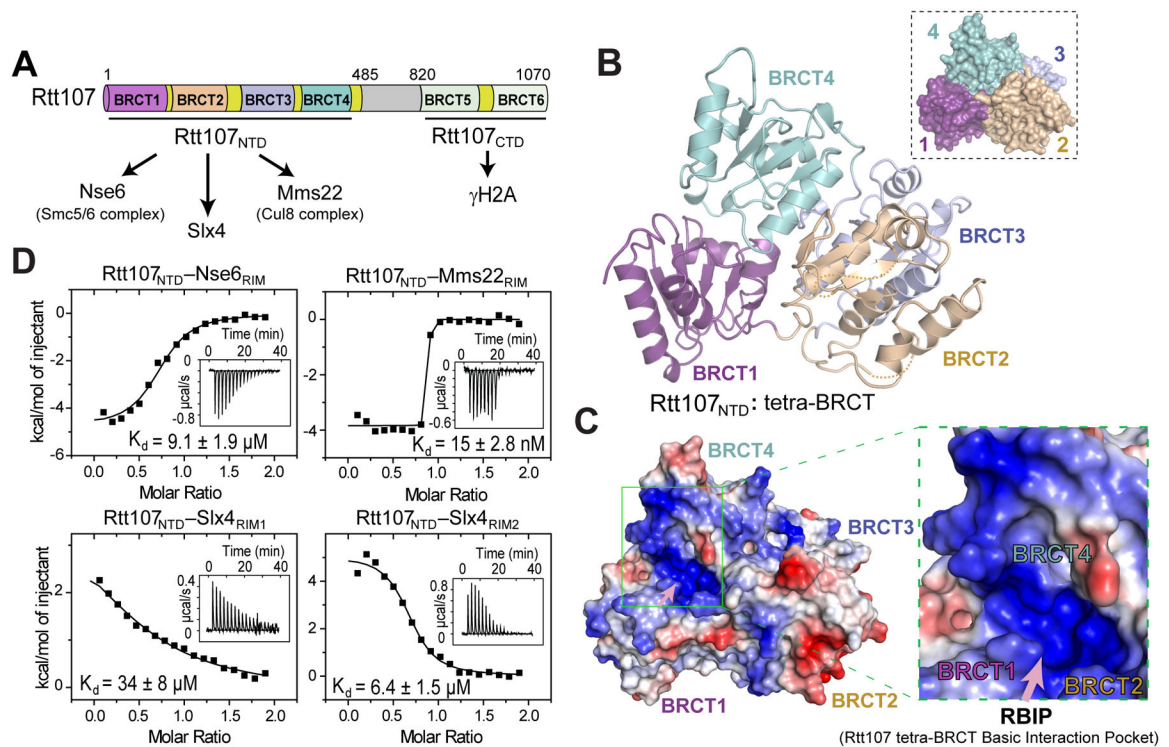 A
1 485 820 1070
Rtt107 BRCT1 BRCT2 BRCT3 BRCT4 BRCT5 BRCT6
Rtt107NTD Rtt107CTD
Nse6 Mms22 γH2A
(Smc5/6 complex) (Cul8 complex)
Slx4
B
4
3
1
2
BRCT4
BRCT3
BRCT1
BRCT2
Rtt107NTD: tetra-BRCT
C
BRCT4
BRCT3
BRCT1
BRCT2
BRCT4
BRCT1
BRCT2
RBIP
(Rtt107 tetra-BRCT Basic Interaction Pocket)
D
Rtt107NTD–Nse6RIM
kcal/mol of injectant
0
-2
-4
-6
Time (min)
0 20 40
0
-0.8
μcal/s
Kd = 9.1 ± 1.9 μM
0.0 0.5 1.0 1.5 2.0
Molar Ratio
Rtt107NTD–Mms22RIM
0
-2
-4
Time (min)
0 20 40
0
-0.6
μcal/s
Kd = 15 ± 2.8 nM
0.0 0.5 1.0 1.5 2.0
Molar Ratio
Rtt107NTD–Slx4RIM1
kcal/mol of injectant
2
0
Time (min)
0 20 40
0.4
0
μcal/s
Kd = 34 ± 8 μM
0.0 0.5 1.0 1.5 2.0
Molar Ratio
Rtt107NTD–Slx4RIM2
4
2
0
Time (min)
0 20 40
0.8
0
μcal/s
Kd = 6.4 ± 1.5 μM
0.0 0.5 1.0 1.5 2.0
Molar Ratio